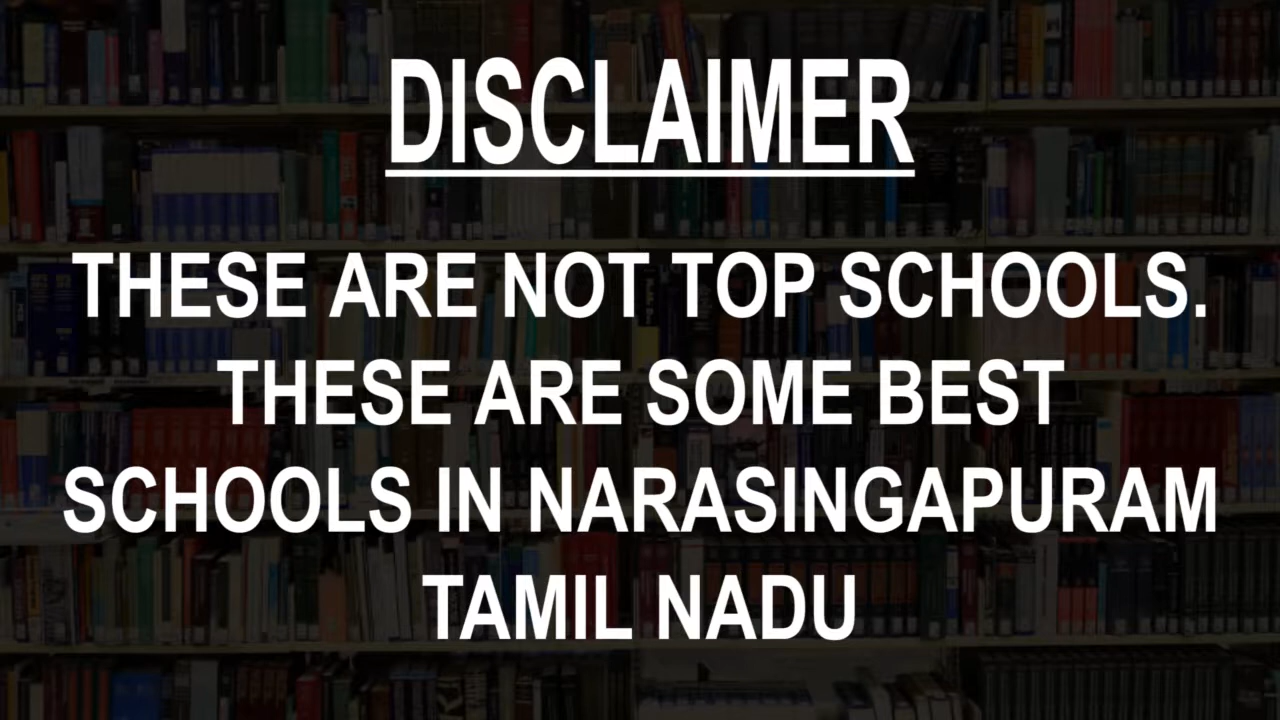 DISCLAIMER
THESE ARE NOT TOP SCHOOLS.
THESE ARE SOME BEST
SCHOOLS IN NARASINGAPURAM
TAMIL NADU